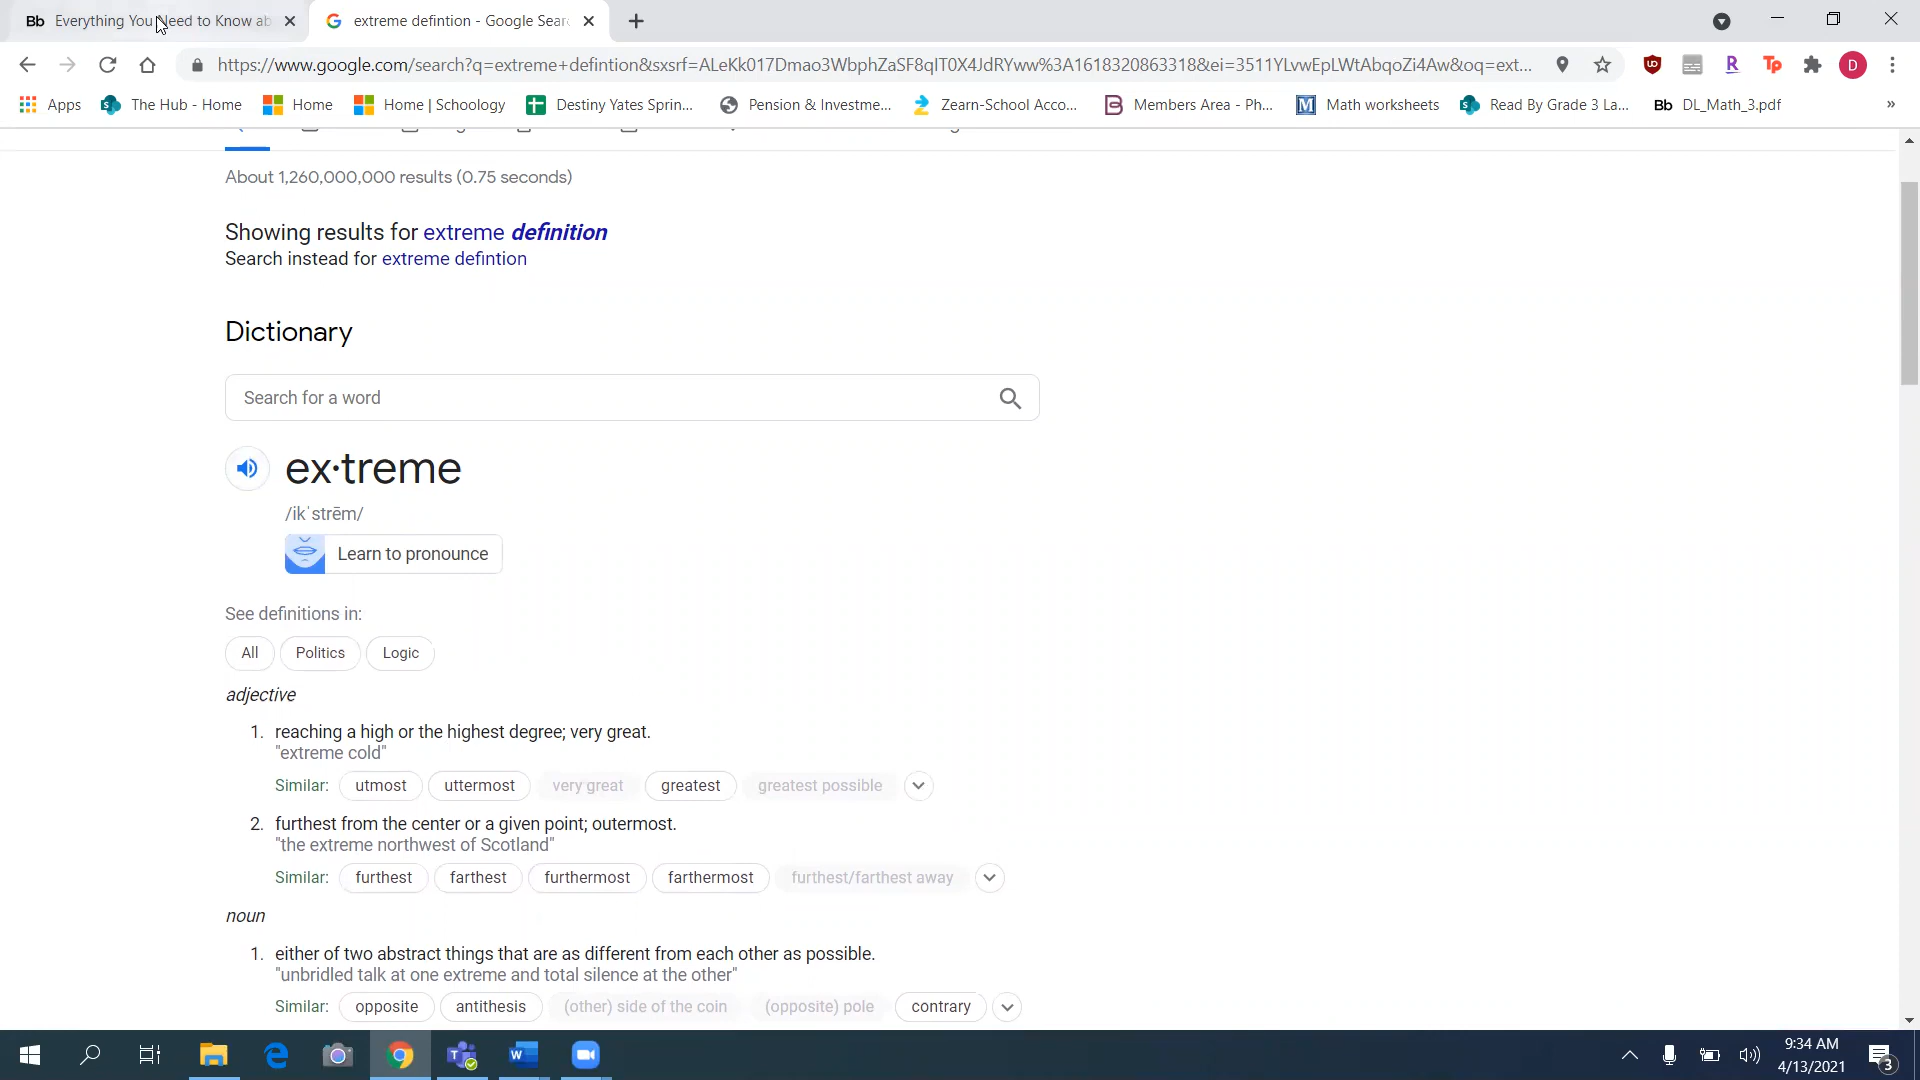 Bb Everything You Need to Know ab
extreme defintion - Google Sear
https://www.google.com/search?q=extreme+defintion&sxsrf=ALeKk017Dmao3WbphZaSF8qIT0X4JdRYww%3A1618320863318&ei=3511YLvwEpLWtAbqoZi4Aw&oq=ext...
D
Apps The Hub - Home Home Home | Schoology Destiny Yates Sprin... Pension & Investme... Zearn-School Acco... Members Area - Ph... Math worksheets Read By Grade 3 La... Bb DL_Math_3.pdf »
About 1,260,000,000 results (0.75 seconds)
Showing results for extreme definition
Search instead for extreme defintion
Dictionary
Search for a word
ex·treme
/ikˈstrēm/
Learn to pronounce
See definitions in:
All Politics Logic
adjective
1. reaching a high or the highest degree; very great.
"extreme cold"
Similar: utmost uttermost very great greatest greatest possible
2. furthest from the center or a given point; outermost.
"the extreme northwest of Scotland"
Similar: furthest farthest furthermost farthermost furthest/farthest away
noun
1. either of two abstract things that are as different from each other as possible.
"unbridled talk at one extreme and total silence at the other"
Similar: opposite antithesis (other) side of the coin (opposite) pole contrary
9:34 AM
4/13/2021
3